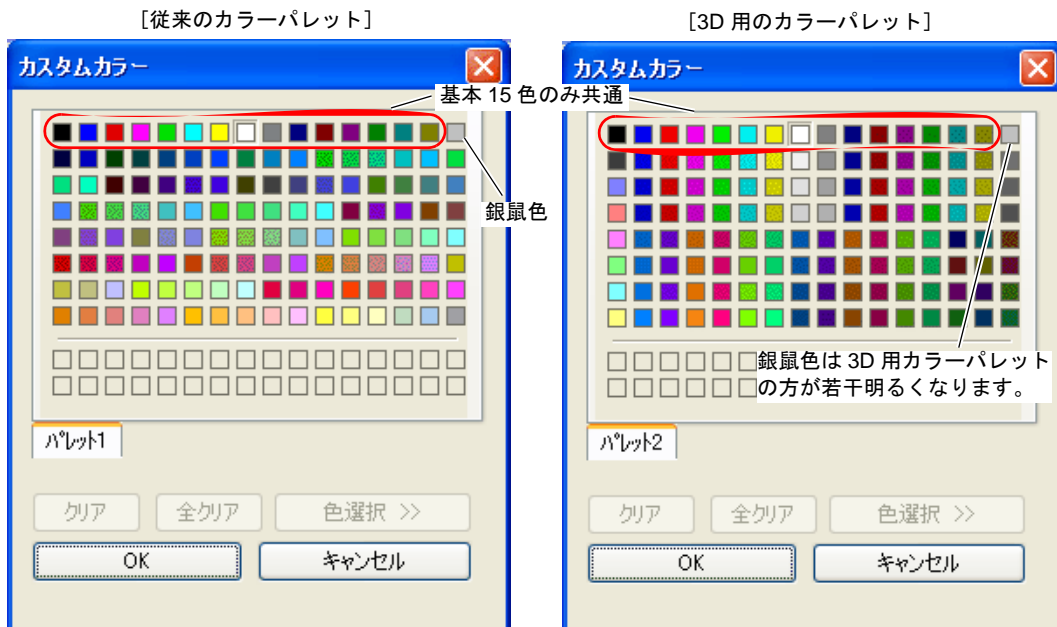 [従来のカラーパレット]
[3D 用のカラーパレット]
カスタムカラー
カスタムカラー
基本 15 色のみ共通
銀鼠色
銀鼠色は 3D 用カラーパレット
の方が若干明るくなります。
パレット1
パレット2
クリア
全クリア
色選択 >>
クリア
全クリア
色選択 >>
OK
キャンセル
OK
キャンセル